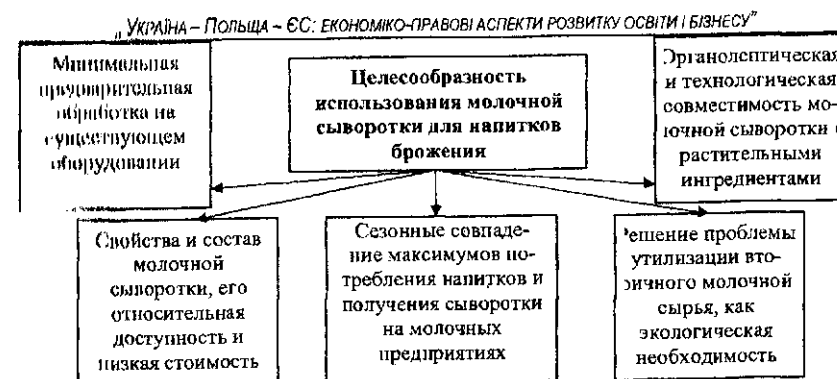 „ УКРАЇНА – ПОЛЬЩА – ЄС: ЕКОНОМІКО-ПРАВОВІ АСПЕКТИ РОЗВИТКУ ОСВІТИ І БІЗНЕСУ”
Минимальная
предварительная
обработка на
существующем
оборудовании
Целесообразность
использования молочной
сыворотки для напитков
брожения
Органолептическая
и технологическая
совместимость мо-
лочной сыворотки с
растительными
ингредиентами
Свойства и состав
молочной
сыворотки, его
относительная
доступность и
низкая стоимость
Сезонные совпаде-
ние максимумов по-
требления напитков и
получения сыворотки
на молочных
предприятиях
Решение проблемы
утилизации вто-
ричного молочной
сырья, как
экологическая
необходимость